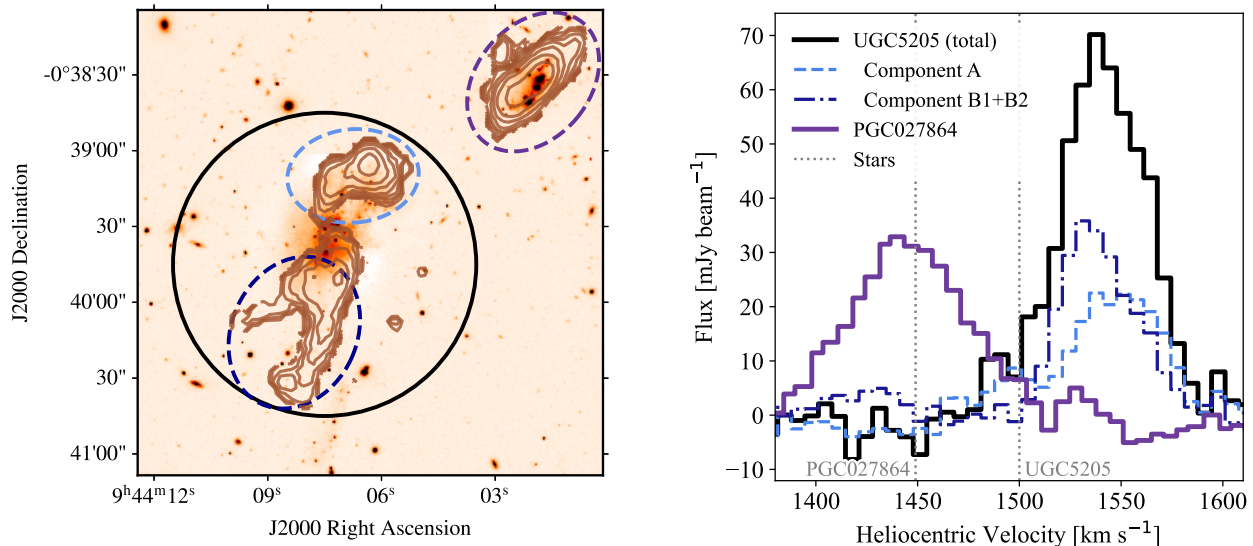 -0°38'30"
39'00"
30"
40'00"
30"
41'00"
J2000 Declination
9ʰ44ᵐ12ˢ
09ˢ
06ˢ
03ˢ
J2000 Right Ascension
UGC5205 (total)
Component A
Component B1+B2
PGC027864
Stars
70
60
50
40
30
20
10
0
−10
Flux [mJy beam⁻¹]
PGC027864
UGC5205
1400
1450
1500
1550
1600
Heliocentric Velocity [km s⁻¹]